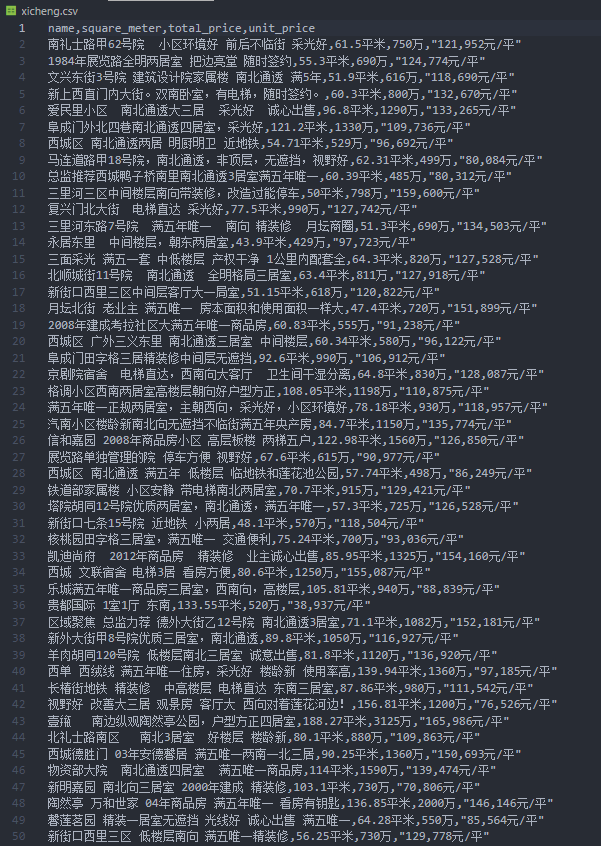 xicheng.csv
1 name,square_meter,total_price,unit_price
2 南礼士路甲62号院 小区环境好 前后不临街 采光好,61.5平米,750万,"121,952元/平"
3 1984年展览路全明两居室 把边亮堂 随时签约,55.3平米,690万,"124,774元/平"
4 文兴东街3号院 建筑设计院家属楼 南北通透 满5年,51.9平米,616万,"118,690元/平"
5 新上西直门内大街。双南卧室，有电梯，随时签约。,60.3平米,800万,"132,670元/平"
6 爱民里小区 南北通透大三居 采光好 诚心出售,96.8平米,1290万,"133,265元/平"
7 阜成门外北四巷南北通透四居室，采光好,121.2平米,1330万,"109,736元/平"
8 西城区 南北通透两居 明厨明卫 近地铁,54.71平米,529万,"96,692元/平"
9 马连道路甲18号院，南北通透，非顶层，无遮挡，视野好,62.31平米,499万,"80,084元/平"
10 总监推荐西城鸭子桥南里南北通透3居室满五年唯一,60.39平米,485万,"80,312元/平"
11 三里河三区中间楼层南向带装修，改造过能停车,50平米,798万,"159,600元/平"
12 复兴门北大街 电梯直达 采光好,77.5平米,990万,"127,742元/平"
13 三里河东路7号院 满五年唯一 南向 精装修 月坛商圈,51.3平米,690万,"134,503元/平"
14 永居东里 中间楼层，朝东两居室,43.9平米,429万,"97,723元/平"
15 三面采光 满五一套 中低楼层 产权干净 1公里内配套全,64.3平米,820万,"127,528元/平"
16 北顺城街11号院 南北通透 全明格局三居室,63.4平米,811万,"127,918元/平"
17 新街口西里三区中间层客厅大一局室,51.15平米,618万,"120,822元/平"
18 月坛北街 老业主 满五唯一 房本面积和使用面积一样大,47.4平米,720万,"151,899元/平"
19 2008年建成考拉社区大满五年唯一商品房,60.83平米,555万,"91,238元/平"
20 西城区 广外三义东里 南北通透三居室 中间楼层,60.34平米,580万,"96,122元/平"
21 阜成门田字格三居精装修中间层无遮挡,92.6平米,990万,"106,912元/平"
22 京剧院宿舍 电梯直达，西南向大客厅 卫生间干湿分离,64.8平米,830万,"128,087元/平"
23 格调小区西南两居室高楼层朝向好户型方正,108.05平米,1198万,"110,875元/平"
24 满五年唯一正规两居室，主朝西向，采光好，小区环境好,78.18平米,930万,"118,957元/平"
25 汽南小区楼龄新南北向无遮挡不临街满五年央产房,84.7平米,1150万,"135,774元/平"
26 信和嘉园 2008年商品房小区 高层板楼 两梯五户,122.98平米,1560万,"126,850元/平"
27 展览路单独管理的院 停车方便 视野好,67.6平米,615万,"90,977元/平"
28 西城区 南北通透 满五年 低楼层 临地铁和莲花池公园,57.74平米,498万,"86,249元/平"
29 铁道部家属楼 小区安静 带电梯南北两居室,70.7平米,915万,"129,421元/平"
30 塔院胡同12号院优质两居室，南北通透，满五年唯一,57.3平米,725万,"126,528元/平"
31 新街口七条15号院 近地铁 小两居,48.1平米,570万,"118,504元/平"
32 核桃园田字格三居室，满五唯一 交通便利,75.24平米,700万,"93,036元/平"
33 凯迪尚府 2012年商品房 精装修 业主诚心出售,85.95平米,1325万,"154,160元/平"
34 西城 文联宿舍 电梯3居 看房方便,80.6平米,1250万,"155,087元/平"
35 乐城满五年唯一商品房三居室，西南向，高楼层,105.81平米,940万,"88,839元/平"
36 贵都国际 1室1厅 东南,133.55平米,520万,"38,937元/平"
37 区域聚焦 总监力荐 德外大街乙12号院 南北通透3居室,71.1平米,1082万,"152,181元/平"
38 新外大街甲8号院优质三居室，南北通透,89.8平米,1050万,"116,927元/平"
39 羊肉胡同120号院 低楼层南北三居室 诚意出售,81.8平米,1120万,"136,920元/平"
40 西单 西绒线 满五年唯一住房，采光好 楼龄新 使用率高,139.94平米,1360万,"97,185元/平"
41 长椿街地铁 精装修 中高楼层 电梯直达 东南三居室,87.86平米,980万,"111,542元/平"
42 视野好 改善大三居 观景房 客厅大 西向对着莲花河边！,156.81平米,1200万,"76,526元/平"
43 壹瓶 南边纵观陶然亭公园，户型方正四居室,188.27平米,3125万,"165,986元/平"
44 北礼士路南区 南北3居室 好楼层 楼龄新,80.1平米,880万,"109,863元/平"
45 西城德胜门 03年安德馨居 满五唯一两南一北三居,90.25平米,1360万,"150,693元/平"
46 物资部大院 南北通透四居室 满五唯一商品房,114平米,1590万,"139,474元/平"
47 新明嘉园 南北向三居室 2000年建成 精装修,103.1平米,730万,"70,806元/平"
48 陶然亭 万和世家 04年商品房 满五年唯一 看房有钥匙,136.85平米,2000万,"146,146元/平"
49 馨莲茗园 精装一居室无遮挡 光线好 诚心出售 满五唯一,64.28平米,550万,"85,564元/平"
50 新街口西里三区 低楼层南向 满五唯一精装修,56.25平米,730万,"129,778元/平"